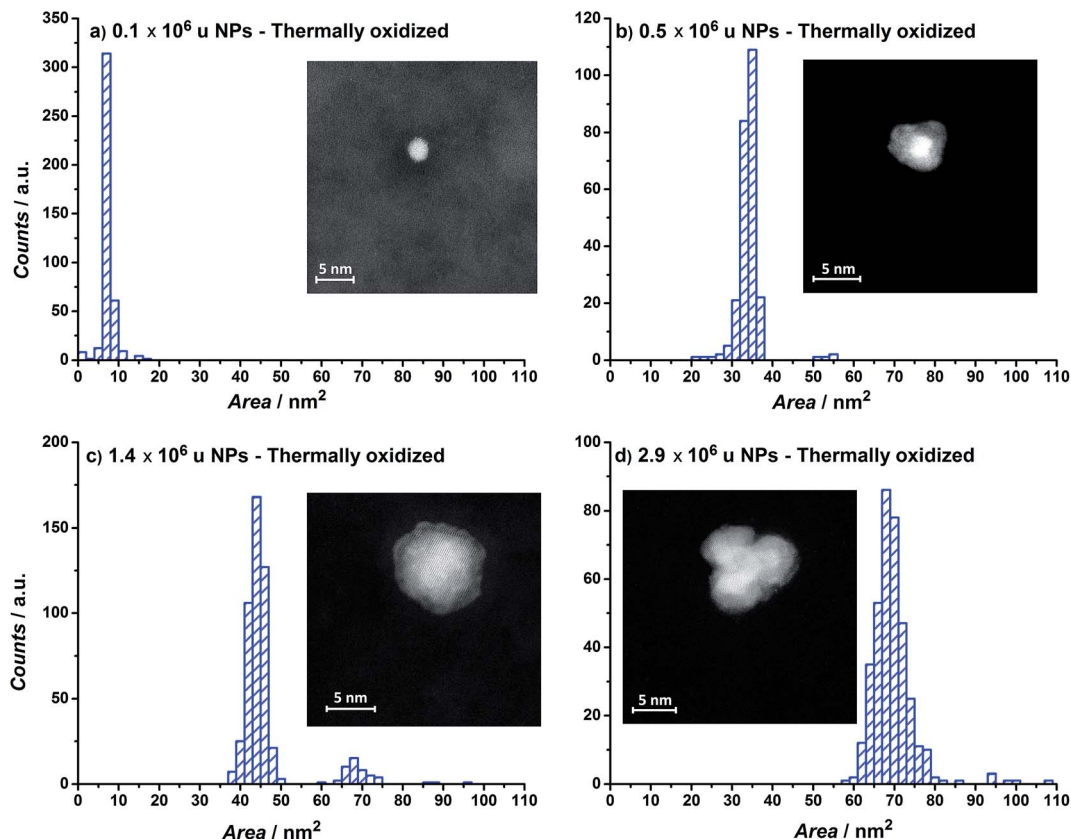 a) 0.1 × 10⁶ u NPs - Thermally oxidized
350
300
250
200
150
100
50
0
Counts / a.u.
5 nm
0 10 20 30 40 50 60 70 80 90 100 110
Area / nm²
b) 0.5 × 10⁶ u NPs - Thermally oxidized
120
100
80
60
40
20
0
5 nm
0 10 20 30 40 50 60 70 80 90 100 110
Area / nm²
c) 1.4 × 10⁶ u NPs - Thermally oxidized
200
150
100
50
0
Counts / a.u.
5 nm
0 10 20 30 40 50 60 70 80 90 100 110
Area / nm²
d) 2.9 × 10⁶ u NPs - Thermally oxidized
100
80
60
40
20
0
5 nm
0 10 20 30 40 50 60 70 80 90 100 110
Area / nm²